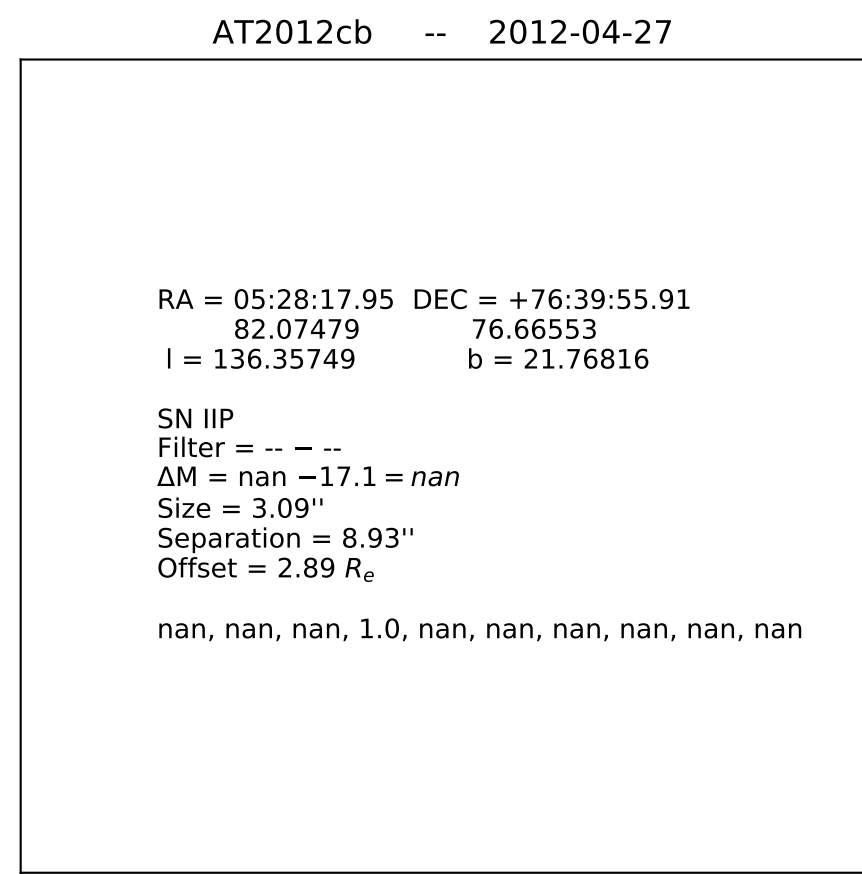 AT2012cb -- 2012-04-27
RA = 05:28:17.95 DEC = +76:39:55.91
82.07479 76.66553
l = 136.35749 b = 21.76816
SN IIP
Filter = -- − --
ΔM = nan −17.1 = nan
Size = 3.09''
Separation = 8.93''
Offset = 2.89 Rₑ
nan, nan, nan, 1.0, nan, nan, nan, nan, nan, nan